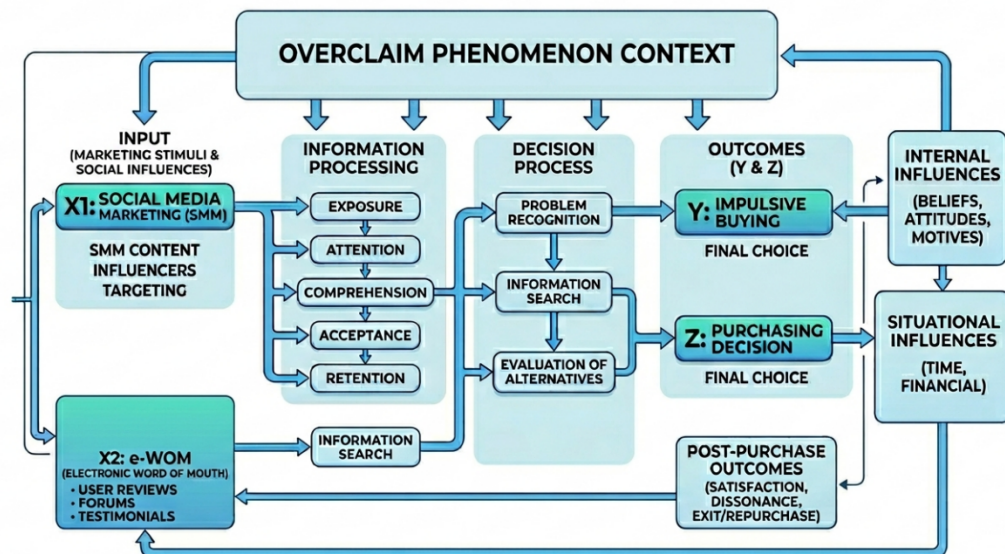 OVERCLAIM PHENOMENON CONTEXT
INPUT
(MARKETING STIMULI &
SOCIAL INFLUENCES)
X1: SOCIAL MEDIA
MARKETING (SMM)
SMM CONTENT
INFLUENCERS
TARGETING
X2: e-WOM
(ELECTRONIC WORD OF MOUTH)
• USER REVIEWS
• FORUMS
• TESTIMONIALS
INFORMATION
PROCESSING
EXPOSURE
ATTENTION
COMPREHENSION
ACCEPTANCE
RETENTION
INFORMATION
SEARCH
DECISION
PROCESS
PROBLEM
RECOGNITION
INFORMATION
SEARCH
EVALUATION OF
ALTERNATIVES
OUTCOMES
(Y & Z)
Y: IMPULSIVE
BUYING
FINAL CHOICE
Z: PURCHASING
DECISION
FINAL CHOICE
POST-PURCHASE
OUTCOMES
(SATISFACTION,
DISSONANCE,
EXIT/REPURCHASE)
INTERNAL
INFLUENCES
(BELIEFS,
ATTITUDES,
MOTIVES)
SITUATIONAL
INFLUENCES
(TIME,
FINANCIAL)